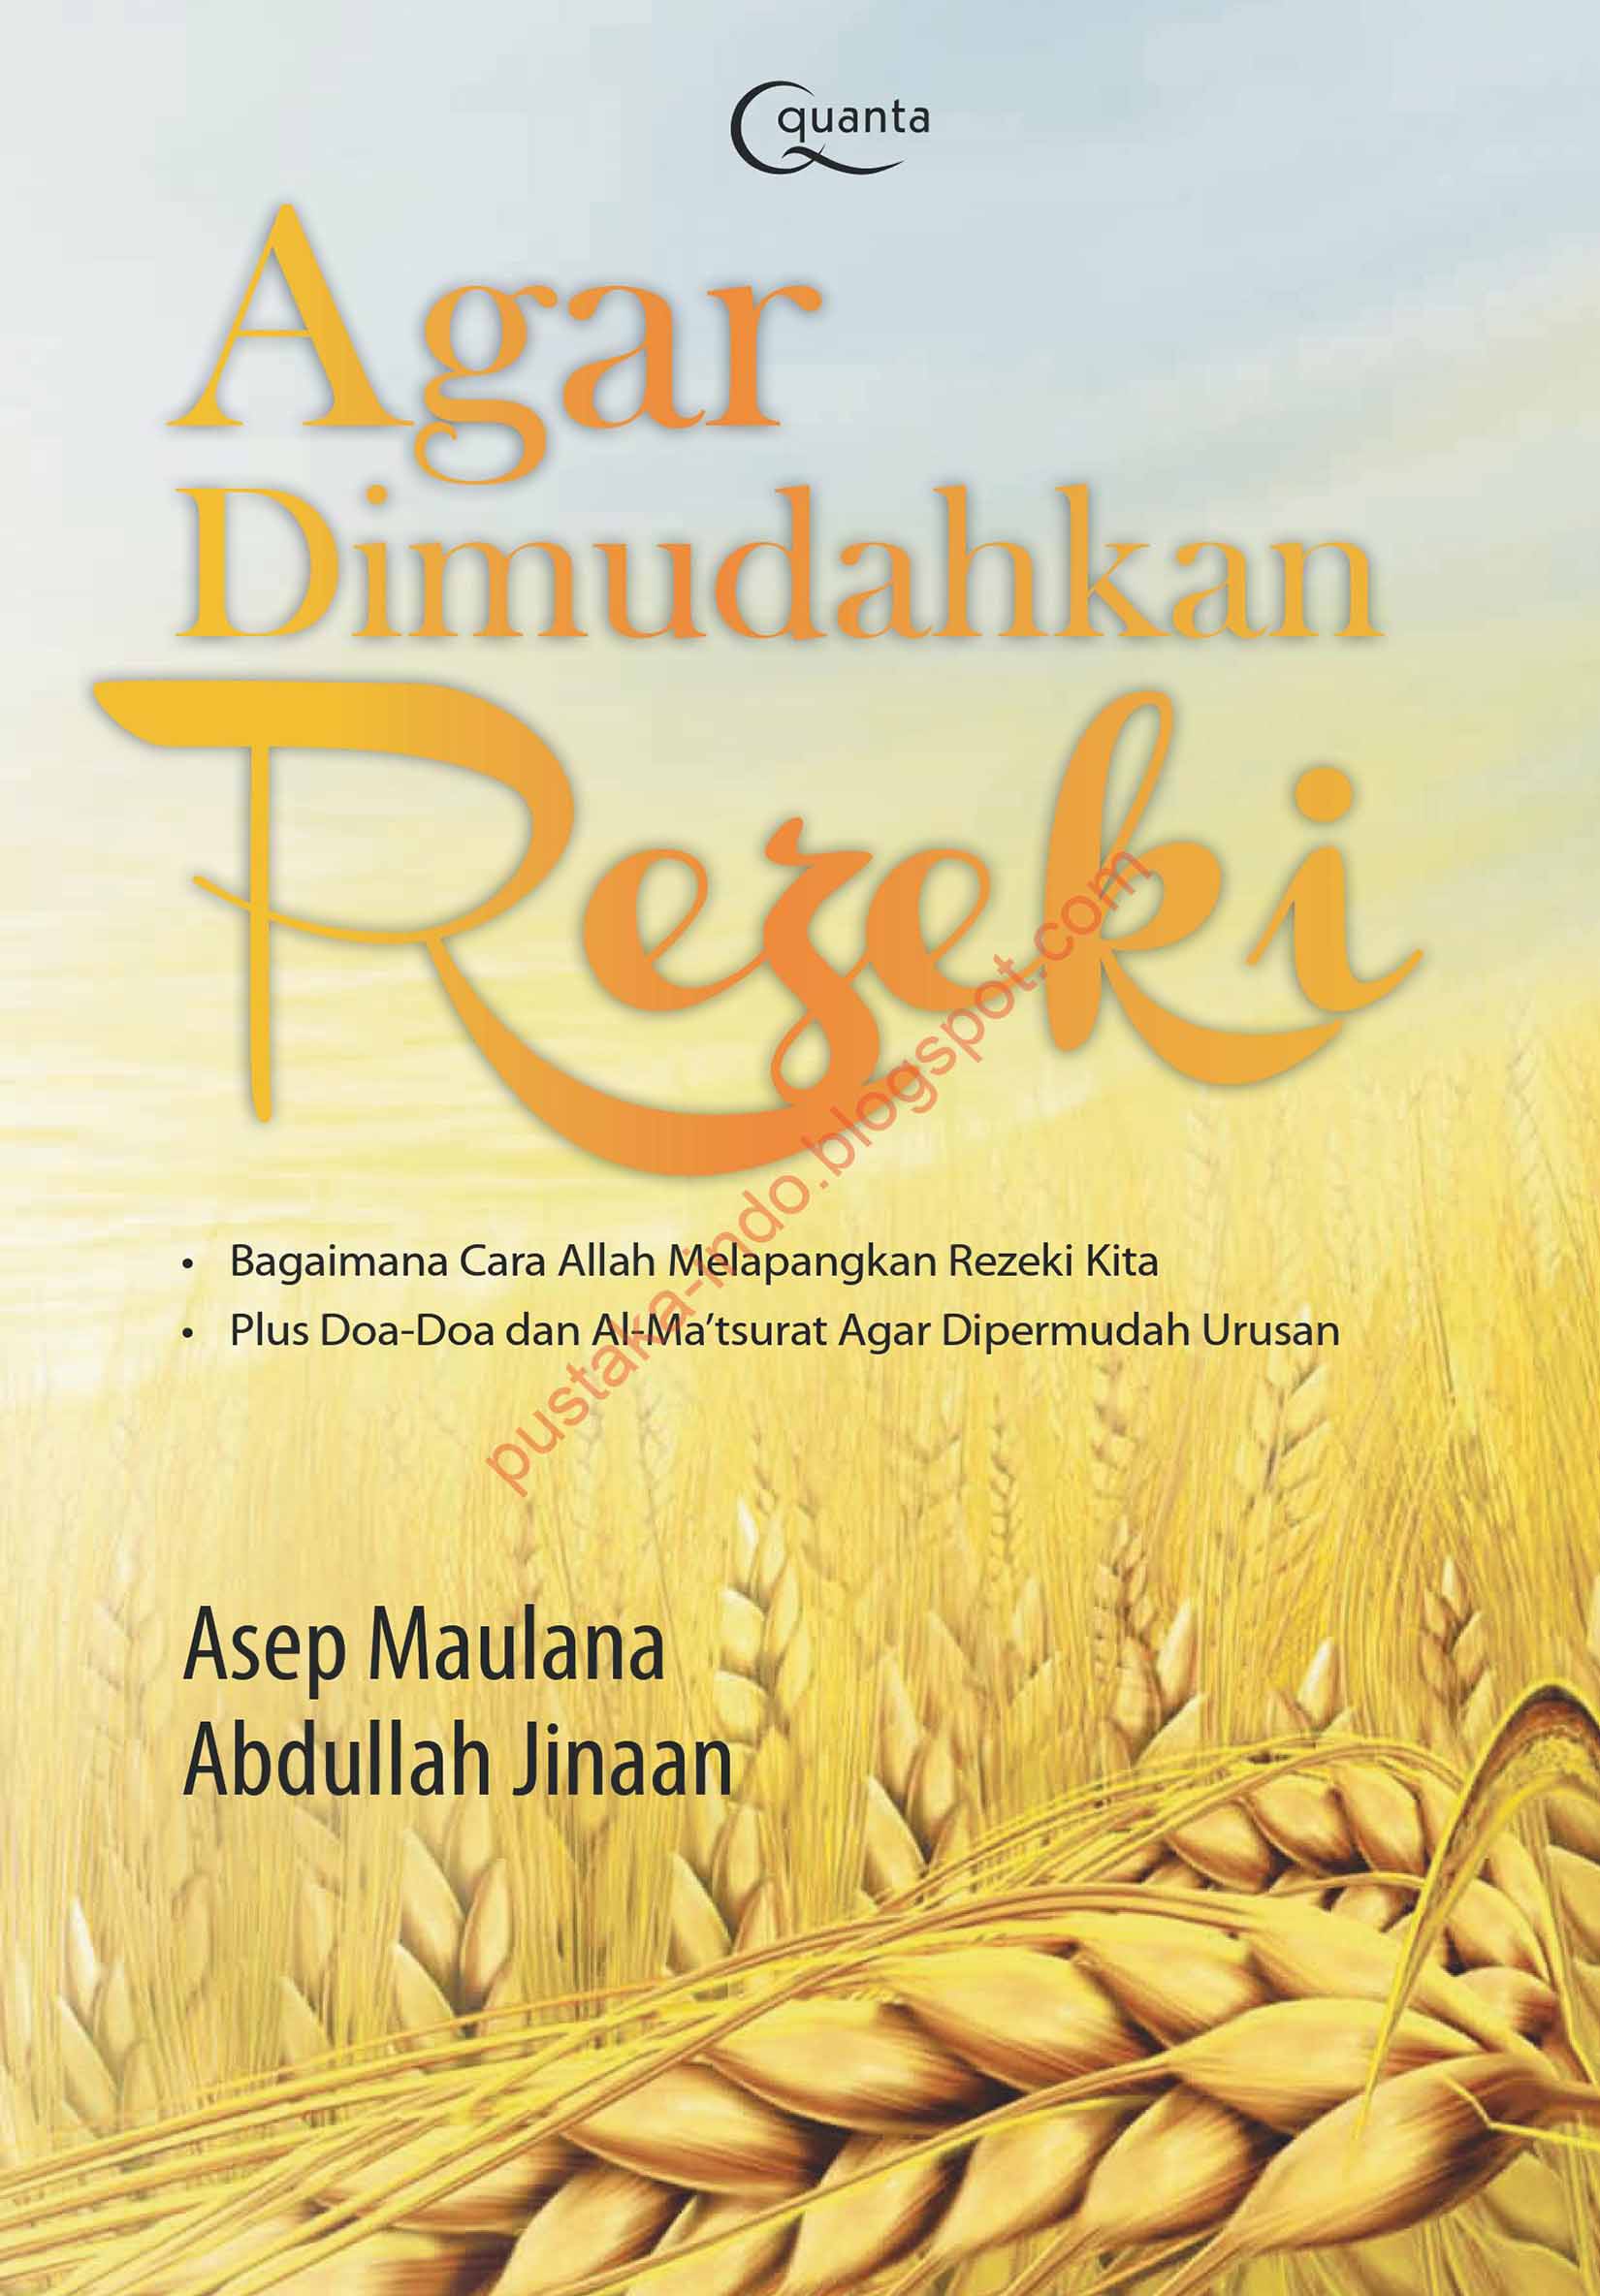 quanta
Agar
Dimudahkan
Rezeki
• Bagaimana Cara Allah Melapangkan Rezeki Kita
• Plus Doa-Doa dan Al-Ma’tsurat Agar Dipermudah Urusan
pustaka-indo.blogspot.com
Asep Maulana
Abdullah Jinaan